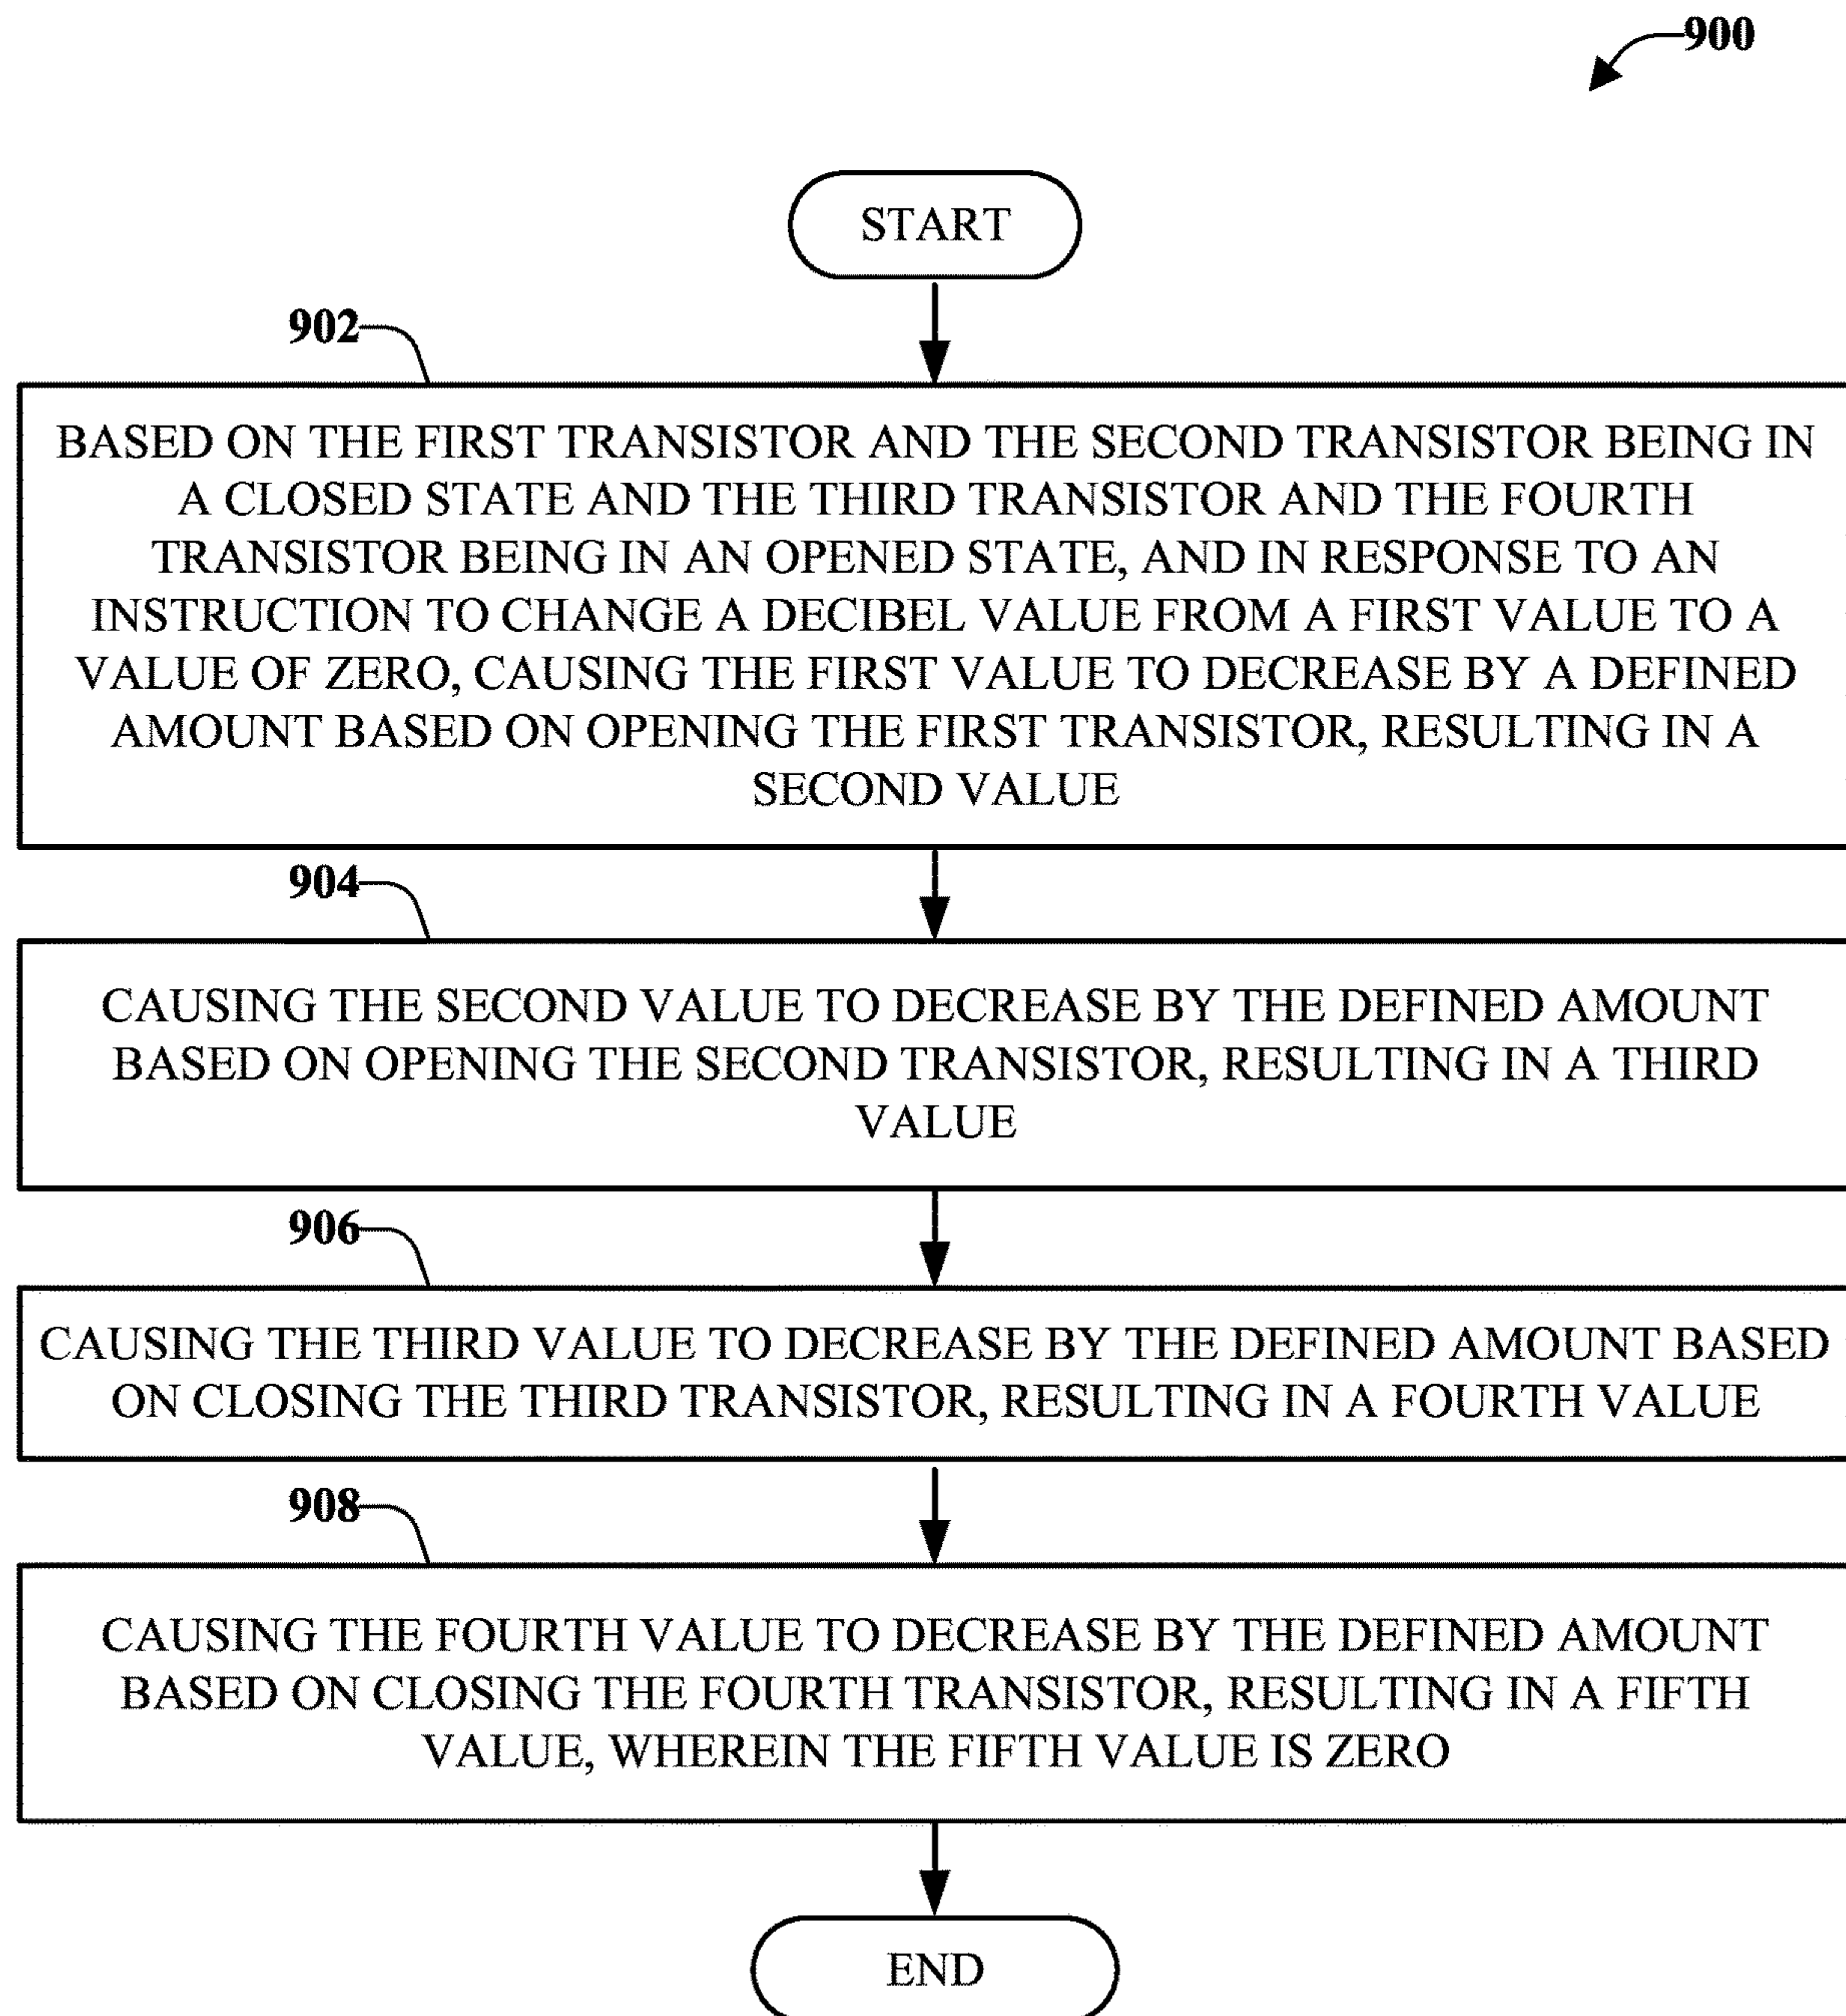 900
START
902
BASED ON THE FIRST TRANSISTOR AND THE SECOND TRANSISTOR BEING IN
A CLOSED STATE AND THE THIRD TRANSISTOR AND THE FOURTH
TRANSISTOR BEING IN AN OPENED STATE, AND IN RESPONSE TO AN
INSTRUCTION TO CHANGE A DECIBEL VALUE FROM A FIRST VALUE TO A
VALUE OF ZERO, CAUSING THE FIRST VALUE TO DECREASE BY A DEFINED
AMOUNT BASED ON OPENING THE FIRST TRANSISTOR, RESULTING IN A
SECOND VALUE
904
CAUSING THE SECOND VALUE TO DECREASE BY THE DEFINED AMOUNT
BASED ON OPENING THE SECOND TRANSISTOR, RESULTING IN A THIRD
VALUE
906
CAUSING THE THIRD VALUE TO DECREASE BY THE DEFINED AMOUNT BASED
ON CLOSING THE THIRD TRANSISTOR, RESULTING IN A FOURTH VALUE
908
CAUSING THE FOURTH VALUE TO DECREASE BY THE DEFINED AMOUNT
BASED ON CLOSING THE FOURTH TRANSISTOR, RESULTING IN A FIFTH
VALUE, WHEREIN THE FIFTH VALUE IS ZERO
END